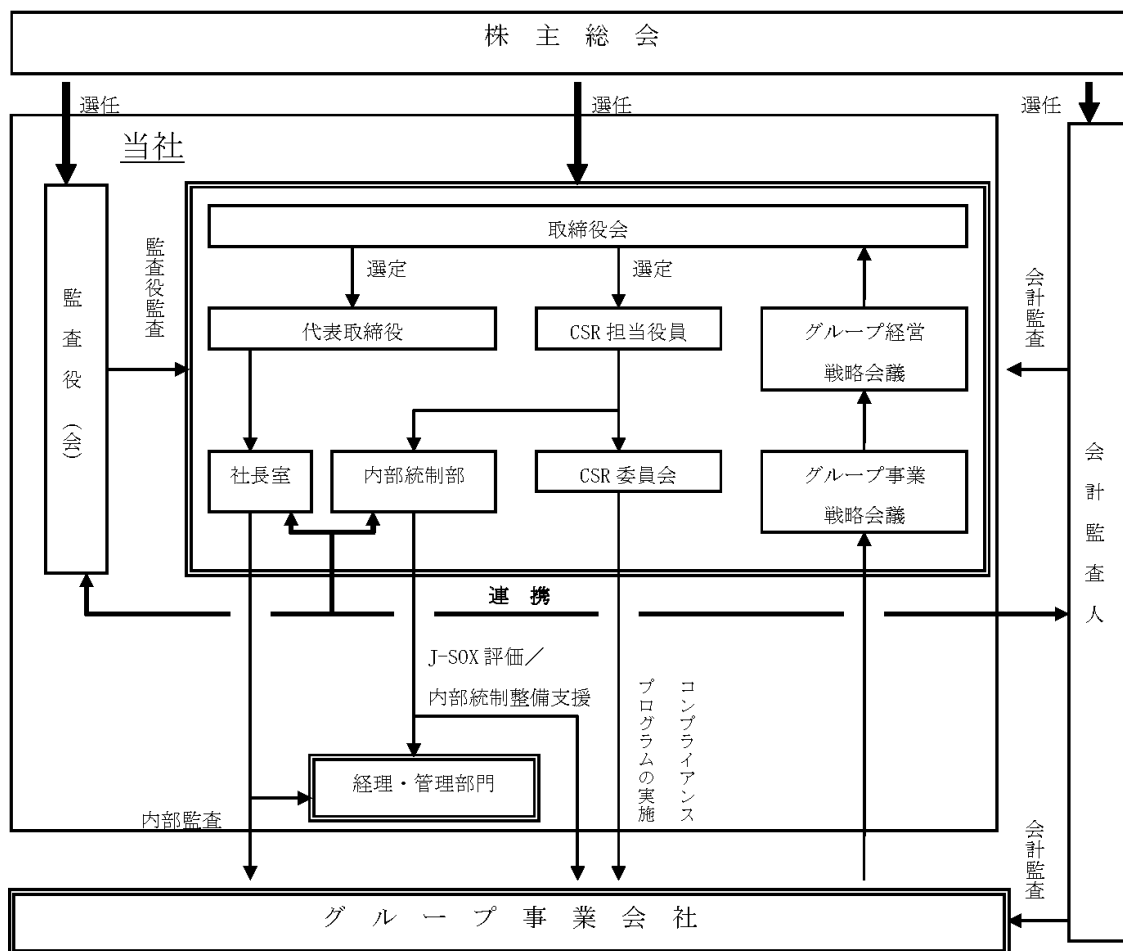 株主総会
選任
選任
選任
当社
監査役(会)
監査役監査
取締役会
選定
選定
代表取締役
CSR担当役員
グループ経営
戦略会議
会計監査
社長室
内部統制部
CSR委員会
グループ事業
戦略会議
会計監査人
連携
J-SOX評価／
内部統制整備支援
コンプライアンス
プログラムの実施
経理・管理部門
内部監査
会計監査
グループ事業会社